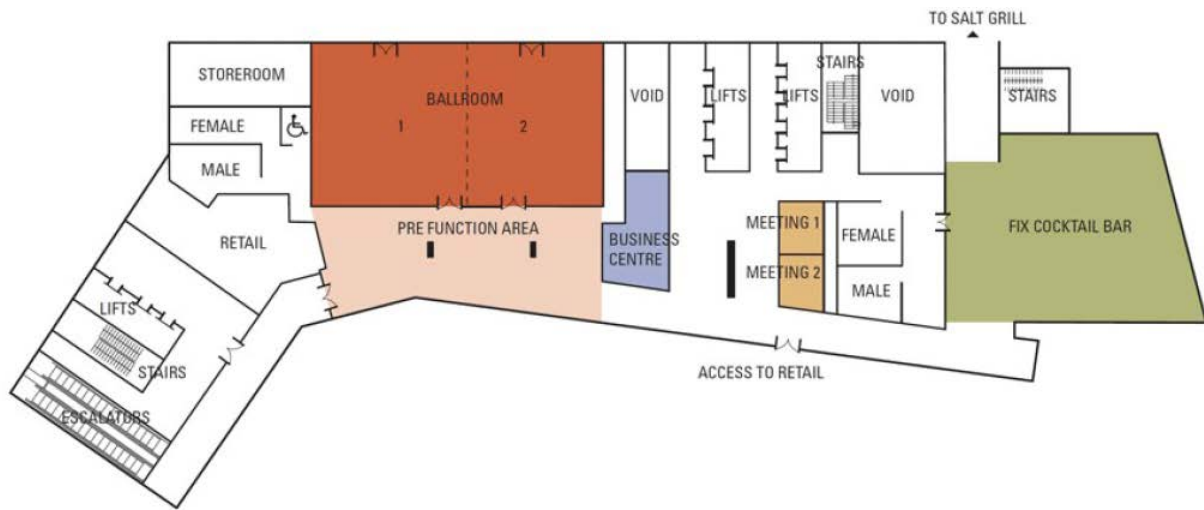 TO SALT GRILL
STOREROOM
BALLROOM
1
2
VOID
LIFTS
LIFTS
STAIRS
VOID
STAIRS
FEMALE
MALE
RETAIL
PRE FUNCTION AREA
BUSINESS
CENTRE
MEETING 1
MEETING 2
FEMALE
MALE
FIX COCKTAIL BAR
LIFTS
STAIRS
ESCALATORS
ACCESS TO RETAIL